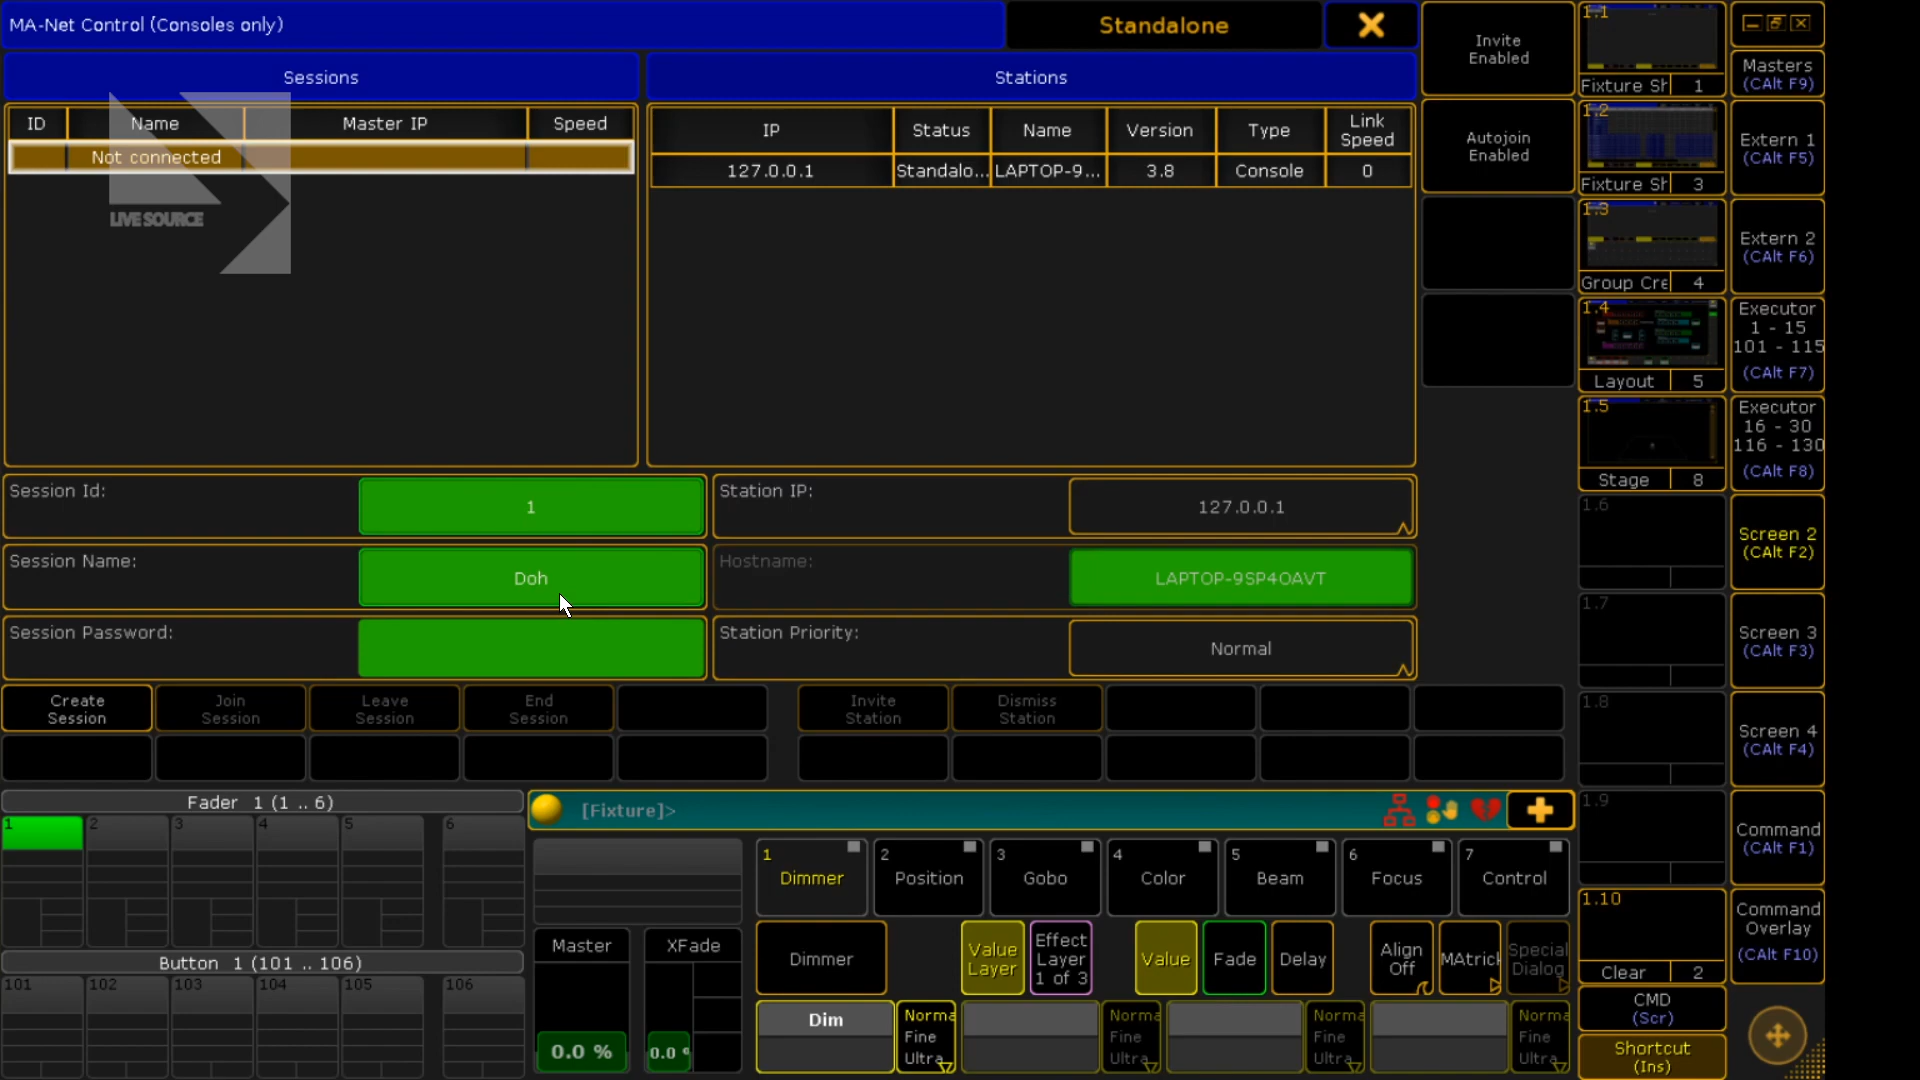 MA-Net Control (Consoles only)
Standalone
Sessions
Stations
ID Name Master IP Speed
Not connected
LIVE SOURCE
IP Status Name Version Type Link Speed
127.0.0.1 Standalo... LAPTOP-9... 3.8 Console 0
Session Id:
1
Session Name:
Doh
Session Password:
Station IP:
127.0.0.1
Hostname:
LAPTOP-9SP4OAVT
Station Priority:
Normal
Create
Session
Join
Session
Leave
Session
End
Session
Invite
Station
Dismiss
Station
Invite
Enabled
Autojoin
Enabled
1.1
Fixture Sh 1
1.2
Fixture Sh 3
1.3
Group Cre 4
1.4
Layout 5
1.5
Stage 8
1.6
1.7
1.8
1.9
1.10
Clear 2
CMD
(Scr)
Shortcut
(Ins)
Masters
(CAlt F9)
Extern 1
(CAlt F5)
Extern 2
(CAlt F6)
Executor
1 - 15
101 - 115
(CAlt F7)
Executor
16 - 30
116 - 130
(CAlt F8)
Screen 2
(CAlt F2)
Screen 3
(CAlt F3)
Screen 4
(CAlt F4)
Command
(CAlt F1)
Command
Overlay
(CAlt F10)
Fader 1 (1 .. 6)
1 2 3 4 5 6
Button 1 (101 .. 106)
101 102 103 104 105 106
[Fixture]>
Master
0.0 %
XFade
0.0
1
Dimmer
2
Position
3
Gobo
4
Color
5
Beam
6
Focus
7
Control
Dimmer
Value
Layer
Effect
Layer
1 of 3
Value
Fade
Delay
Align
Off
MAtrick
Special
Dialog
Dim
Norma
Fine
Ultra
Norma
Fine
Ultra
Norma
Fine
Ultra
Norma
Fine
Ultra